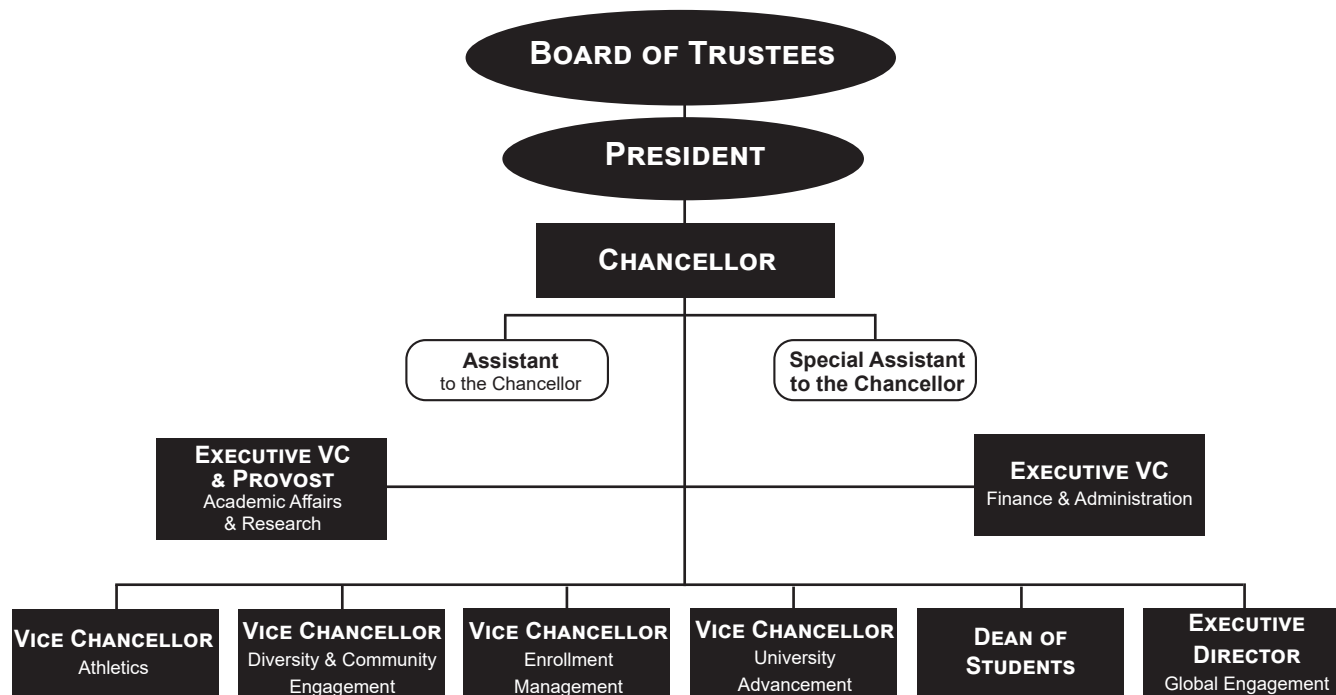 BOARD OF TRUSTEES
PRESIDENT
CHANCELLOR
Assistant
to the Chancellor
Special Assistant
to the Chancellor
EXECUTIVE VC
& PROVOST
Academic Affairs
& Research
EXECUTIVE VC
Finance & Administration
VICE CHANCELLOR
Athletics
VICE CHANCELLOR
Diversity & Community
Engagement
VICE CHANCELLOR
Enrollment
Management
VICE CHANCELLOR
University
Advancement
DEAN OF
STUDENTS
EXECUTIVE
DIRECTOR
Global Engagement